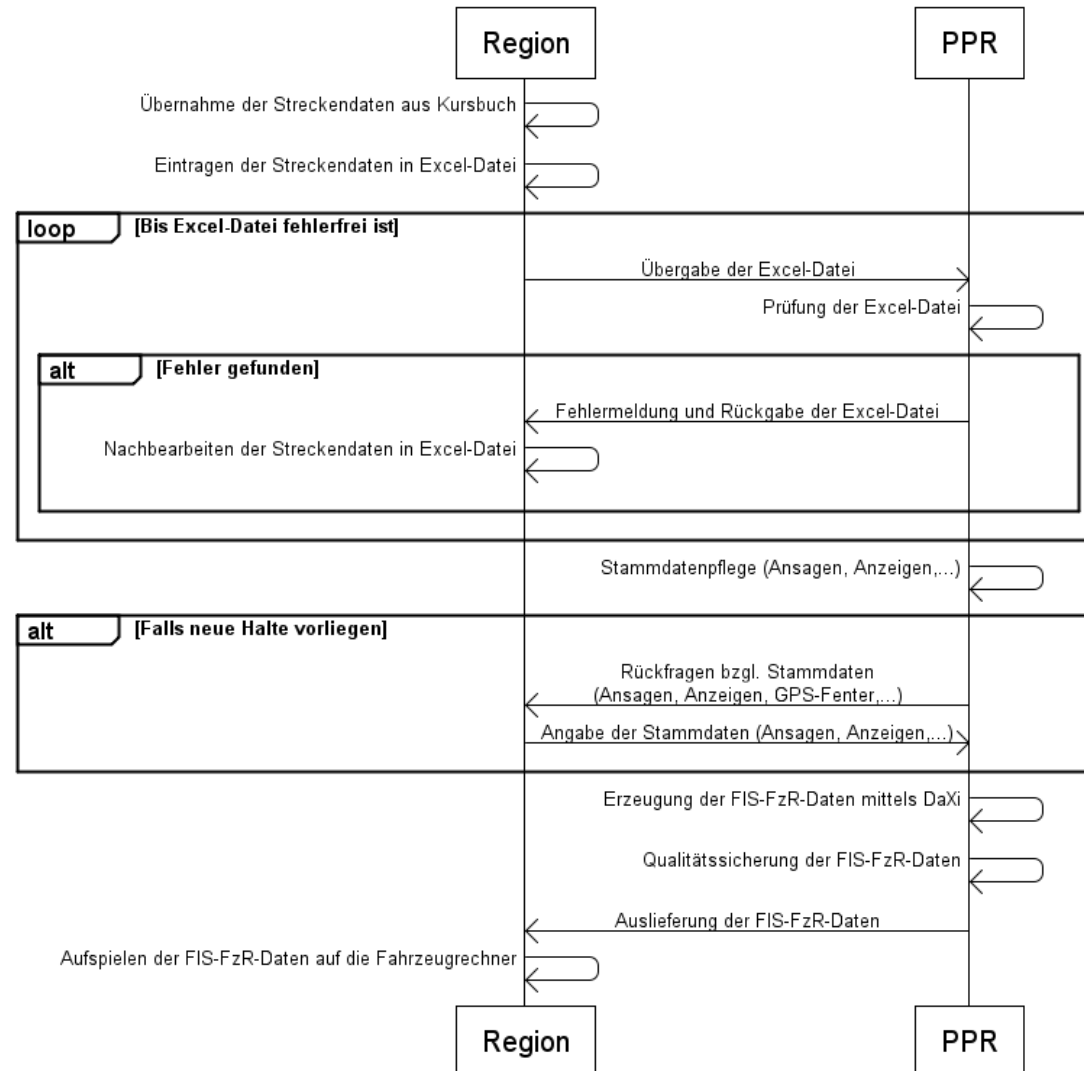 Region
PPR
Übernahme der Streckendaten aus Kursbuch
Eintragen der Streckendaten in Excel-Datei
loop
[Bis Excel-Datei fehlerfrei ist]
Übergabe der Excel-Datei
Prüfung der Excel-Datei
alt
[Fehler gefunden]
Fehlermeldung und Rückgabe der Excel-Datei
Nachbearbeiten der Streckendaten in Excel-Datei
Stammdatenpflege (Ansagen, Anzeigen,...)
alt
[Falls neue Halte vorliegen]
Rückfragen bzgl. Stammdaten
(Ansagen, Anzeigen, GPS-Fenter,...)
Angabe der Stammdaten (Ansagen, Anzeigen,...)
Erzeugung der FIS-FzR-Daten mittels DaXi
Qualitätssicherung der FIS-FzR-Daten
Auslieferung der FIS-FzR-Daten
Aufspielen der FIS-FzR-Daten auf die Fahrzeugrechner
Region
PPR